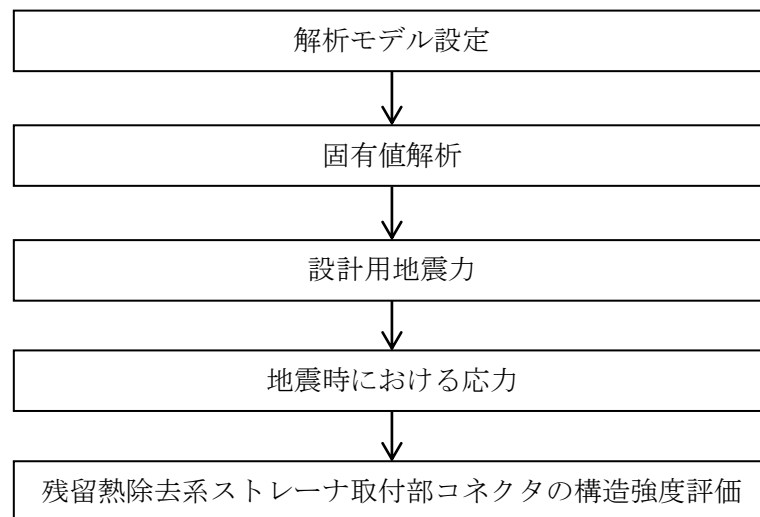 解析モデル設定
固有値解析
設計用地震力
地震時における応力
残留熱除去系ストレーナ取付部コネクタの構造強度評価